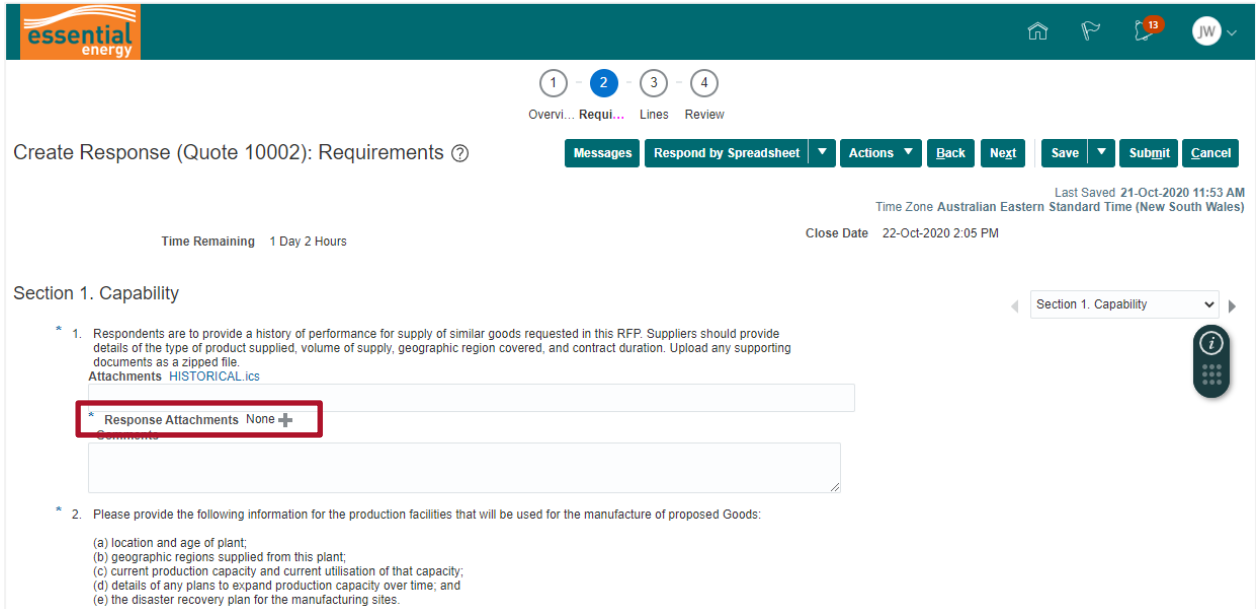 essential
energy
13
JW
1 2 3 4
Overvi... Requi... Lines Review
Create Response (Quote 10002): Requirements ?
Messages Respond by Spreadsheet Actions Back Next Save Submit Cancel
Last Saved 21-Oct-2020 11:53 AM
Time Zone Australian Eastern Standard Time (New South Wales)
Time Remaining 1 Day 2 Hours
Close Date 22-Oct-2020 2:05 PM
Section 1. Capability
Section 1. Capability
* 1. Respondents are to provide a history of performance for supply of similar goods requested in this RFP. Suppliers should provide
details of the type of product supplied, volume of supply, geographic region covered, and contract duration. Upload any supporting
documents as a zipped file.
Attachments HISTORICAL.ics
* Response Attachments None
Comments
* 2. Please provide the following information for the production facilities that will be used for the manufacture of proposed Goods:
(a) location and age of plant;
(b) geographic regions supplied from this plant;
(c) current production capacity and current utilisation of that capacity;
(d) details of any plans to expand production capacity over time; and
(e) the disaster recovery plan for the manufacturing sites.